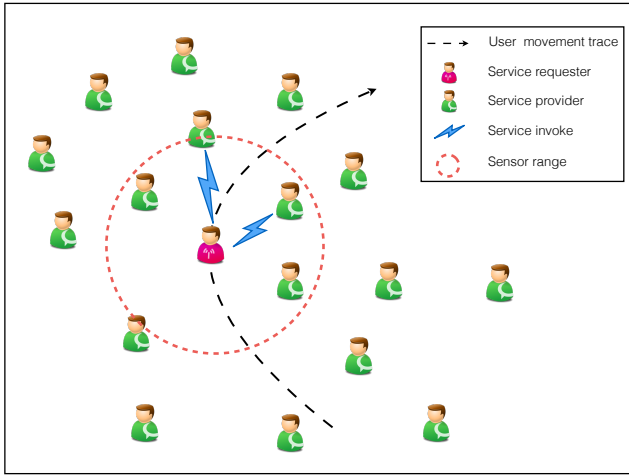 User movement trace
Service requester
Service provider
Service invoke
Sensor range